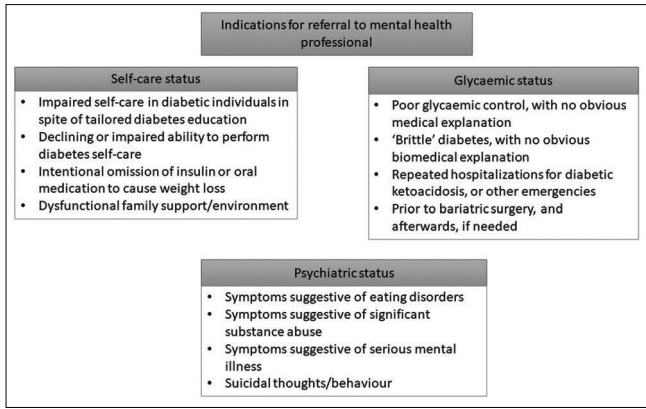 Indications for referral to mental health
professional
Self-care status
• Impaired self-care in diabetic individuals in
spite of tailored diabetes education
• Declining or impaired ability to perform
diabetes self-care
• Intentional omission of insulin or oral
medication to cause weight loss
• Dysfunctional family support/environment
Glycaemic status
• Poor glycaemic control, with no obvious
medical explanation
• ‘Brittle’ diabetes, with no obvious
biomedical explanation
• Repeated hospitalizations for diabetic
ketoacidosis, or other emergencies
• Prior to bariatric surgery, and
afterwards, if needed
Psychiatric status
• Symptoms suggestive of eating disorders
• Symptoms suggestive of significant
substance abuse
• Symptoms suggestive of serious mental
illness
• Suicidal thoughts/behaviour